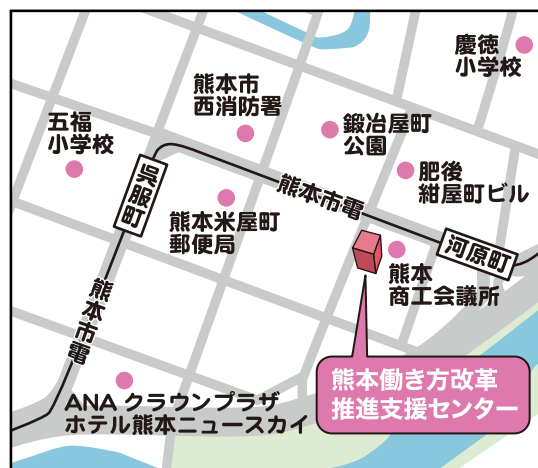 慶徳
小学校
熊本市
西消防署
五福
小学校
鍛冶屋町
公園
肥後
紺屋町ビル
呉服町
熊本市電
熊本米屋町
郵便局
河原町
熊本
商工会議所
熊本市電
熊本働き方改革
推進支援センター
ANA クラウンプラザ
ホテル熊本ニュースカイ